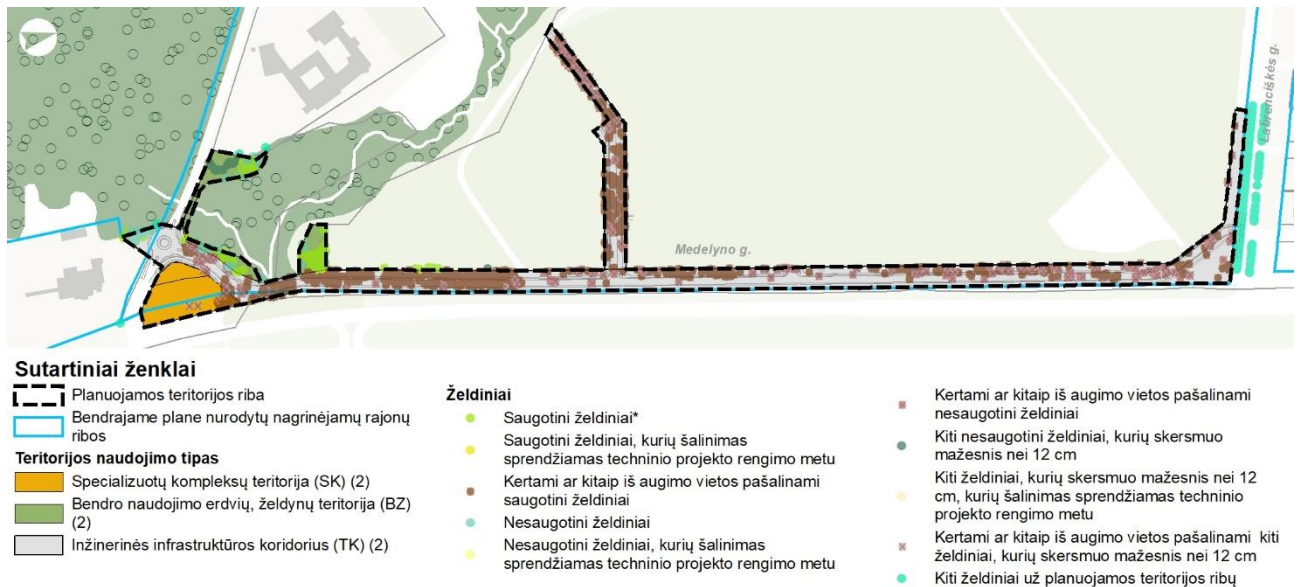 Labrenciškės g.
Medelyno g.
Sutartiniai ženklai
Planuojamos teritorijos riba
Bendrajame plane nurodytų nagrinėjamų rajonų
ribos
Teritorijos naudojimo tipas
Specializuotų kompleksų teritorija (SK) (2)
Bendro naudojimo erdvių, želdynų teritorija (BZ)
(2)
Inžinerinės infrastruktūros koridorius (TK) (2)
Želdiniai
Saugotini želdiniai*
Saugotini želdiniai, kurių šalinimas
sprendžiamas techninio projekto rengimo metu
Kertami ar kitaip iš augimo vietos pašalinami
saugotini želdiniai
Nesaugotini želdiniai
Nesaugotini želdiniai, kurių šalinimas
sprendžiamas techninio projekto rengimo metu
Kertami ar kitaip iš augimo vietos pašalinami
nesaugotini želdiniai
Kiti nesaugotini želdiniai, kurių skersmuo
mažesnis nei 12 cm
Kiti želdiniai, kurių skersmuo mažesnis nei 12
cm, kurių šalinimas sprendžiamas techninio
projekto rengimo metu
Kertami ar kitaip iš augimo vietos pašalinami kiti
želdiniai, kurių skersmuo mažesnis nei 12 cm
Kiti želdiniai už planuojamos teritorijos ribų